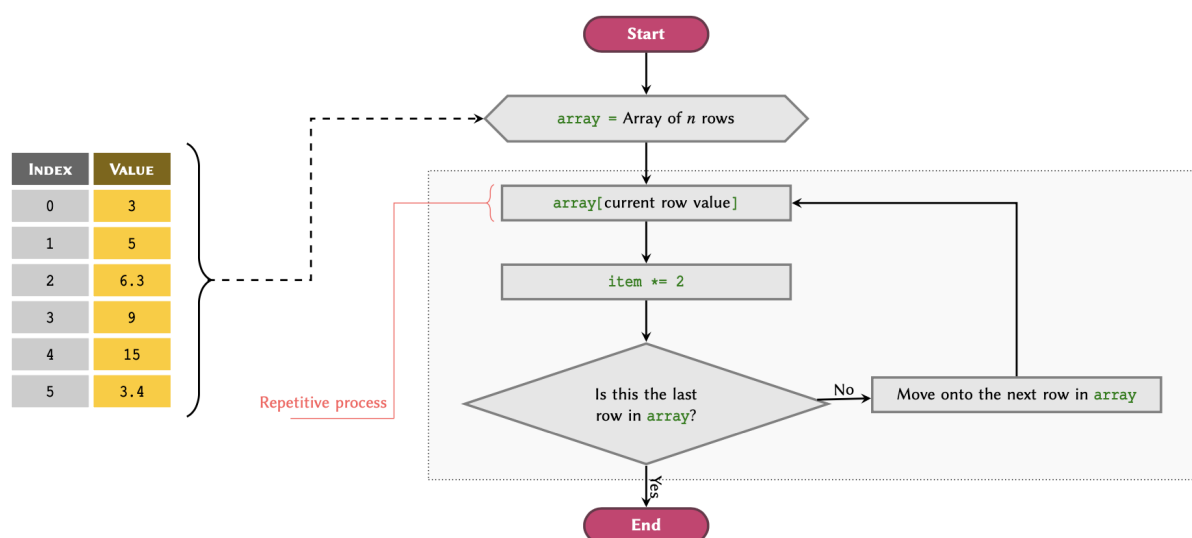 Start
array = Array of n rows
INDEX VALUE
0 3
1 5
2 6.3
3 9
4 15
5 3.4
array[current row value]
item *= 2
Repetitive process
Is this the last
row in array?
No
Move onto the next row in array
Yes
End